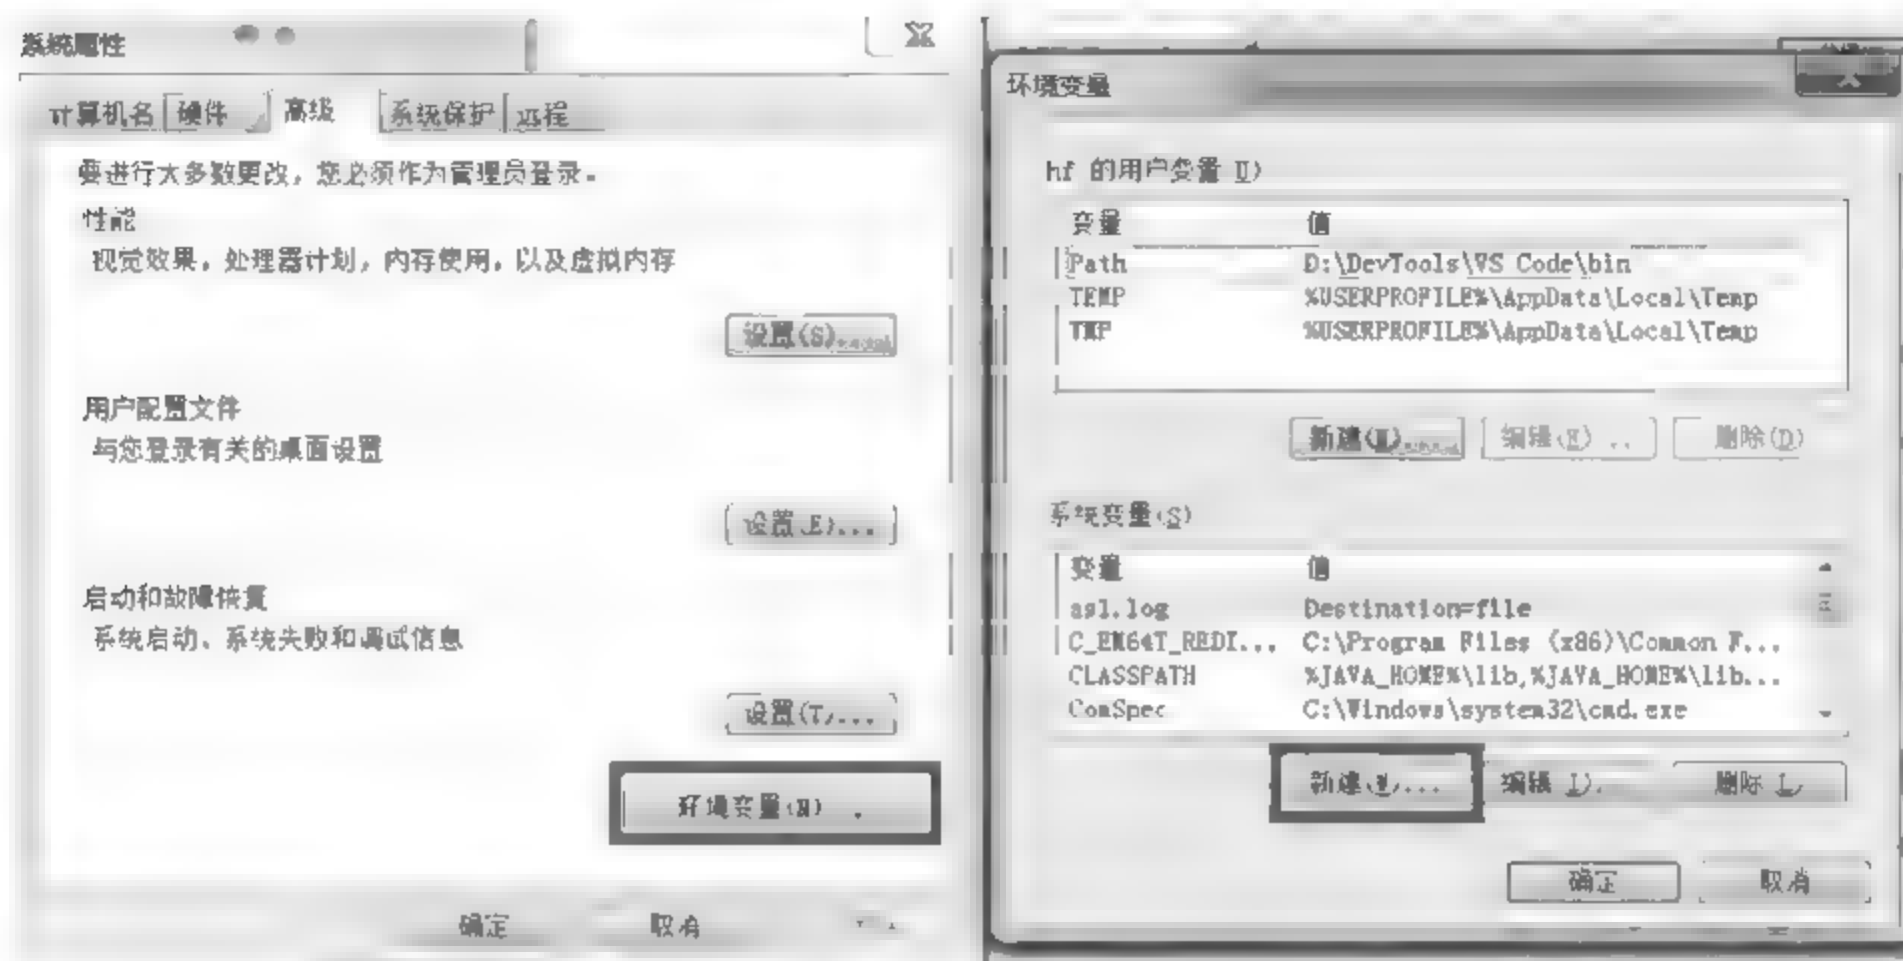 系统属性
计算机名 硬件 高级 系统保护 远程
要进行大多数更改，您必须作为管理员登录。
性能
视觉效果，处理器计划，内存使用，以及虚拟内存
设置(S)...
用户配置文件
与您登录有关的桌面设置
设置(E)...
启动和故障恢复
系统启动、系统失败和调试信息
设置(T)...
环境变量(N)...
确定 取消
环境变量
hf 的用户变量(U)
变量 值
Path D:\DevTools\VS Code\bin
TEMP %USERPROFILE%\AppData\Local\Temp
TMP %USERPROFILE%\AppData\Local\Temp
新建(N)... 编辑(E)... 删除(D)
系统变量(S)
变量 值
asl.log Destination=file
C_EM64T_REDI... C:\Program Files (x86)\Common F...
CLASSPATH %JAVA_HOME%\lib,%JAVA_HOME%\lib...
ComSpec C:\Windows\system32\cmd.exe
新建(W)... 编辑(I)... 删除(L)
确定 取消